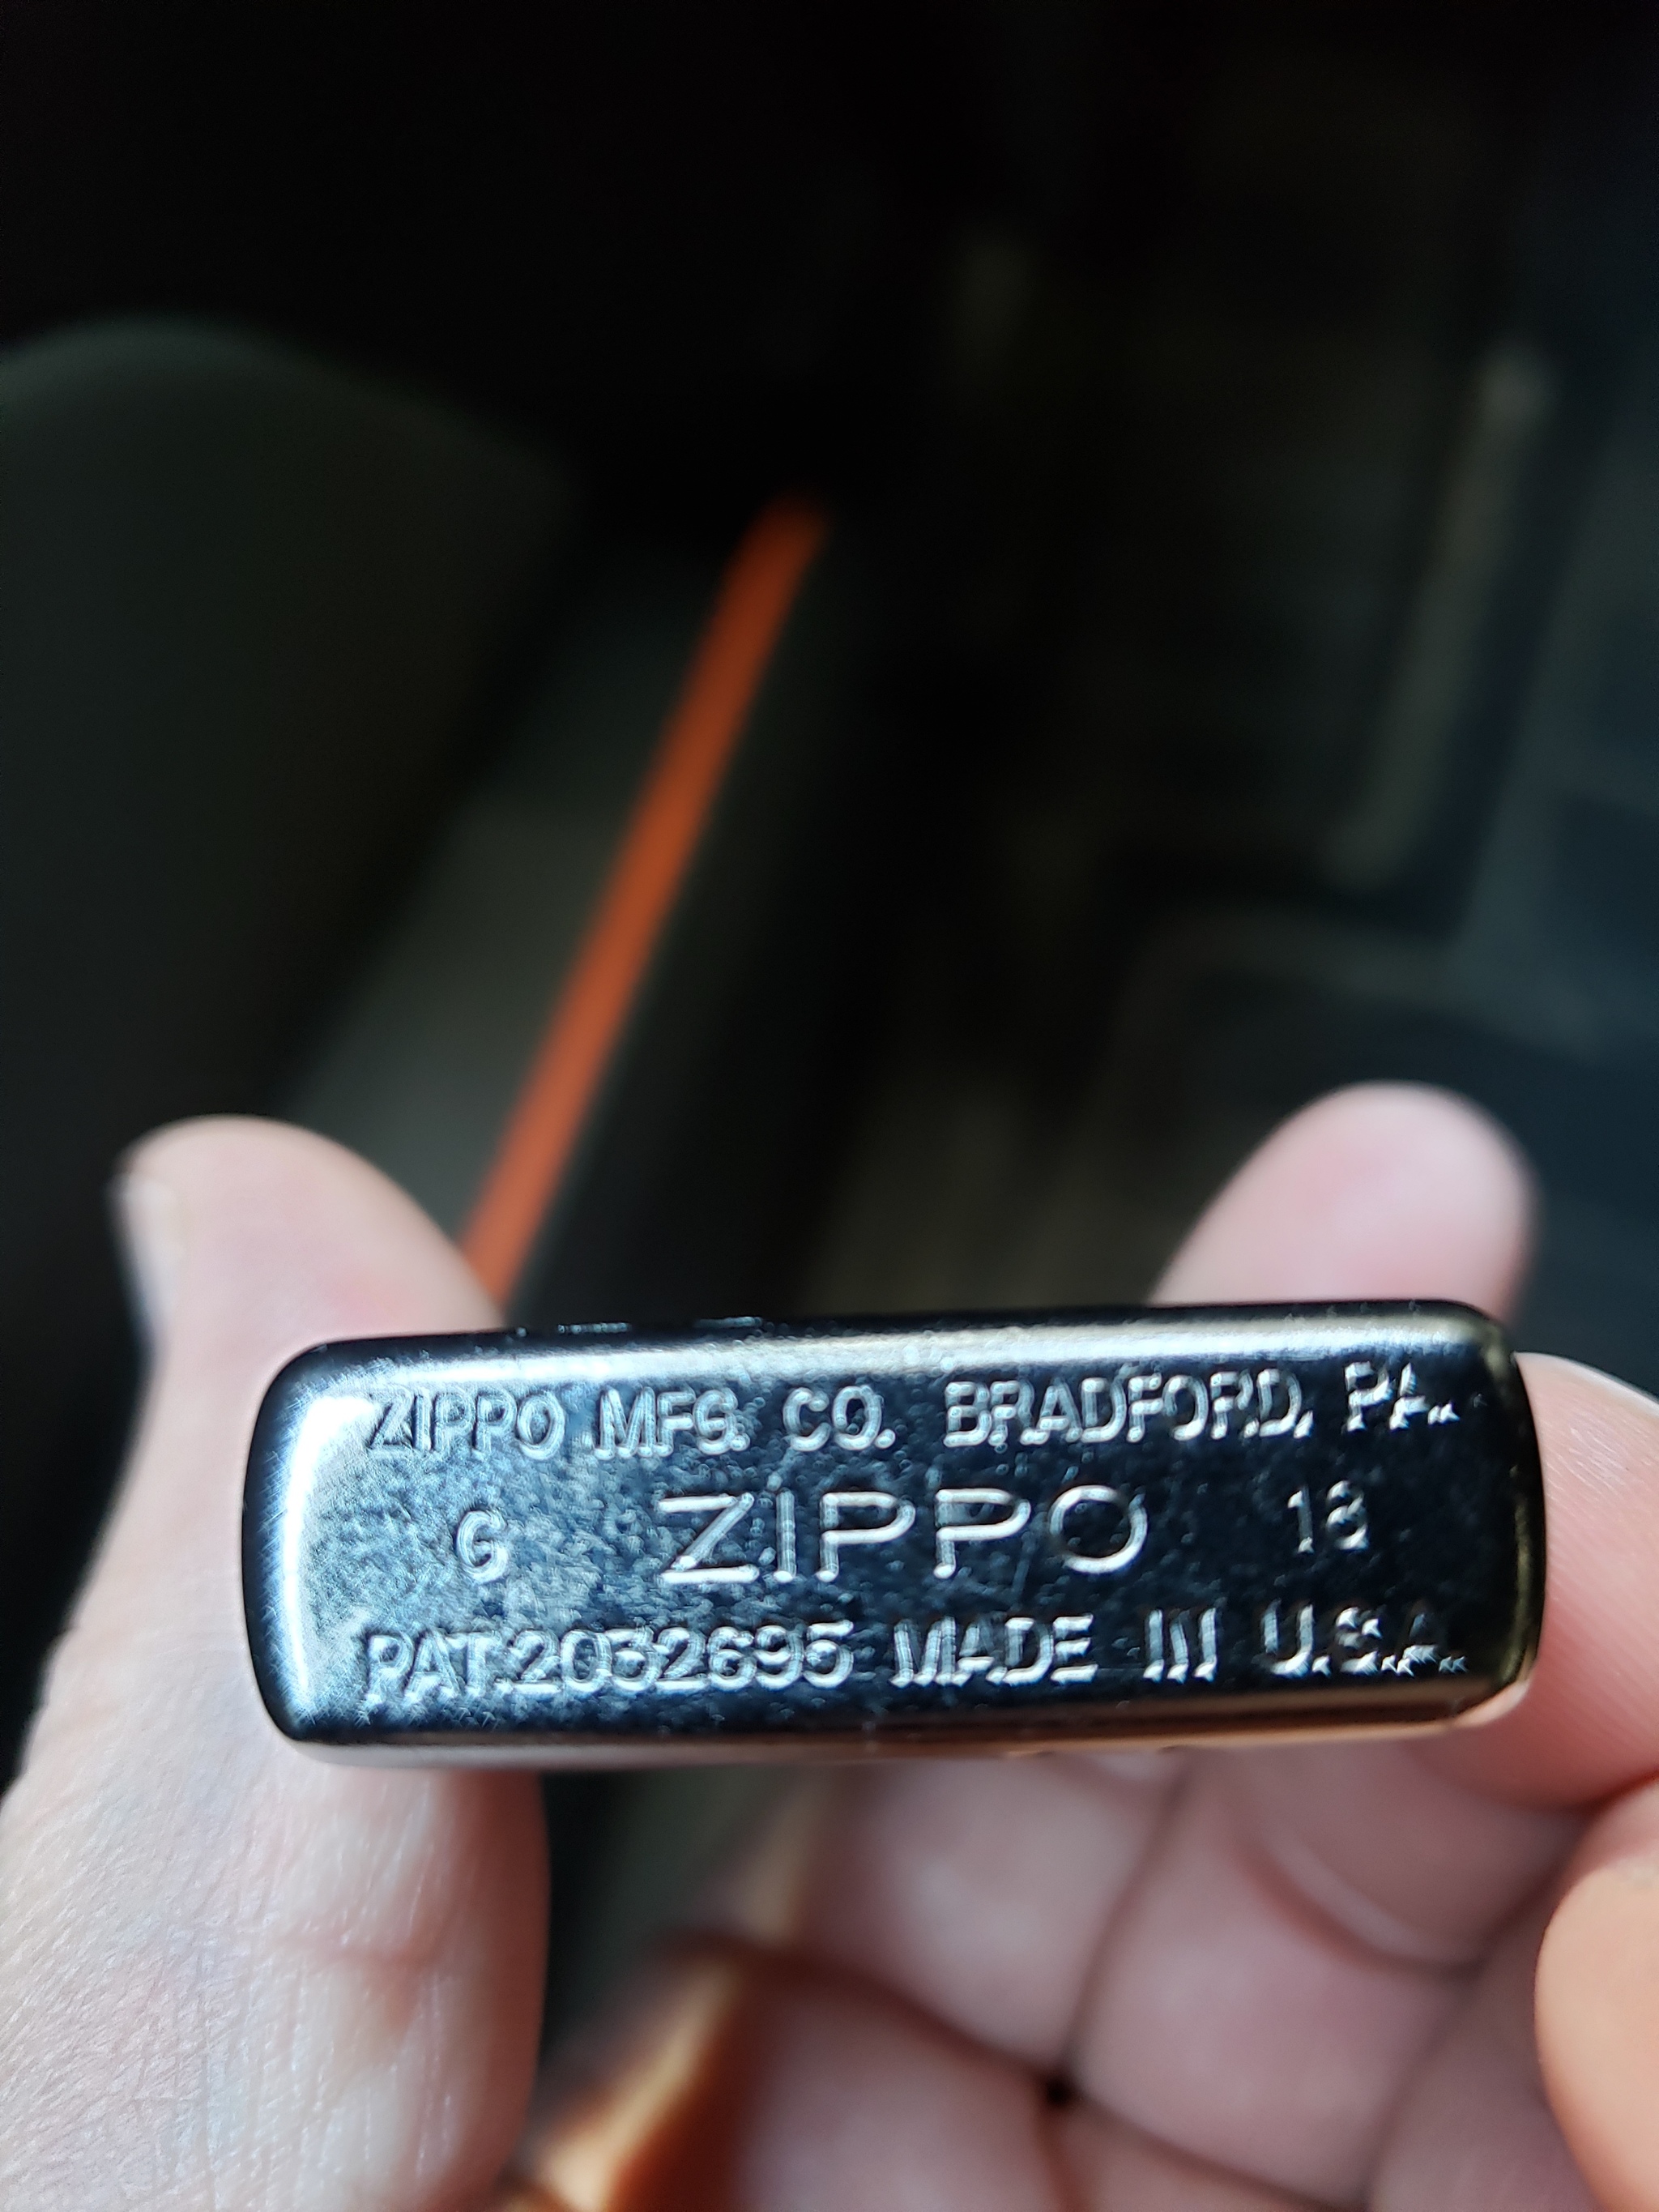 ZIPPO MFG. CO. BRADFORD, PA.
G ZIPPO 18
PAT.2032695 MADE IN U.S.A.